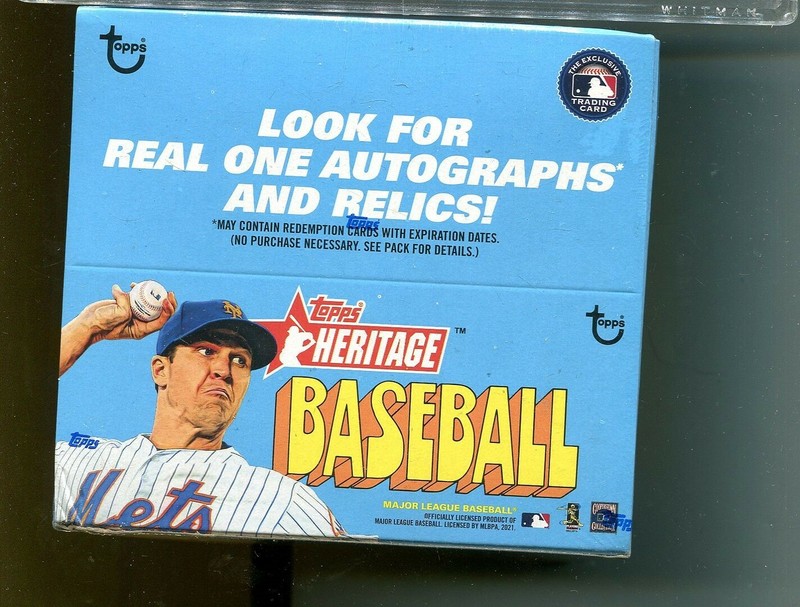 WHITMAN
topps®
THE EXCLUSIVE
TRADING
CARD
LOOK FOR
REAL ONE AUTOGRAPHS*
AND RELICS!
topps
*MAY CONTAIN REDEMPTION CARDS WITH EXPIRATION DATES.
(NO PURCHASE NECESSARY. SEE PACK FOR DETAILS.)
topps®
HERITAGE™
topps®
BASEBALL
topps
Mets
MAJOR LEAGUE BASEBALL®
OFFICIALLY LICENSED PRODUCT OF
MAJOR LEAGUE BASEBALL. LICENSED BY MLBPA, 2021.